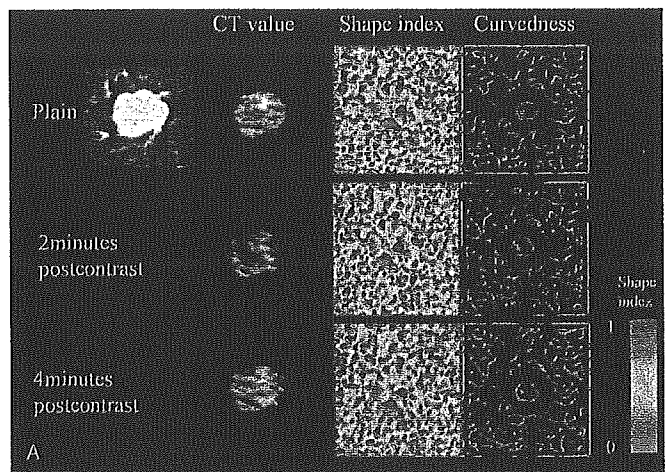 CT value Shape index Curvedness
Plain
2minutes
postcontrast
4minutes
postcontrast
Shape
index
1
0
A